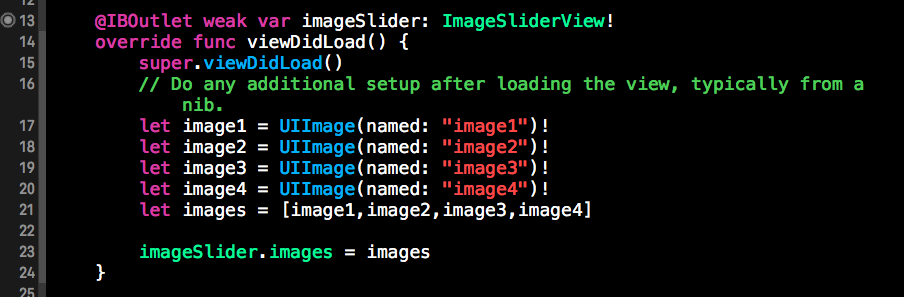 12
13 @IBOutlet weak var imageSlider: ImageSliderView!
14 override func viewDidLoad() {
15 super.viewDidLoad()
16 // Do any additional setup after loading the view, typically from a
nib.
17 let image1 = UIImage(named: "image1")!
18 let image2 = UIImage(named: "image2")!
19 let image3 = UIImage(named: "image3")!
20 let image4 = UIImage(named: "image4")!
21 let images = [image1,image2,image3,image4]
22
23 imageSlider.images = images
24 }
25